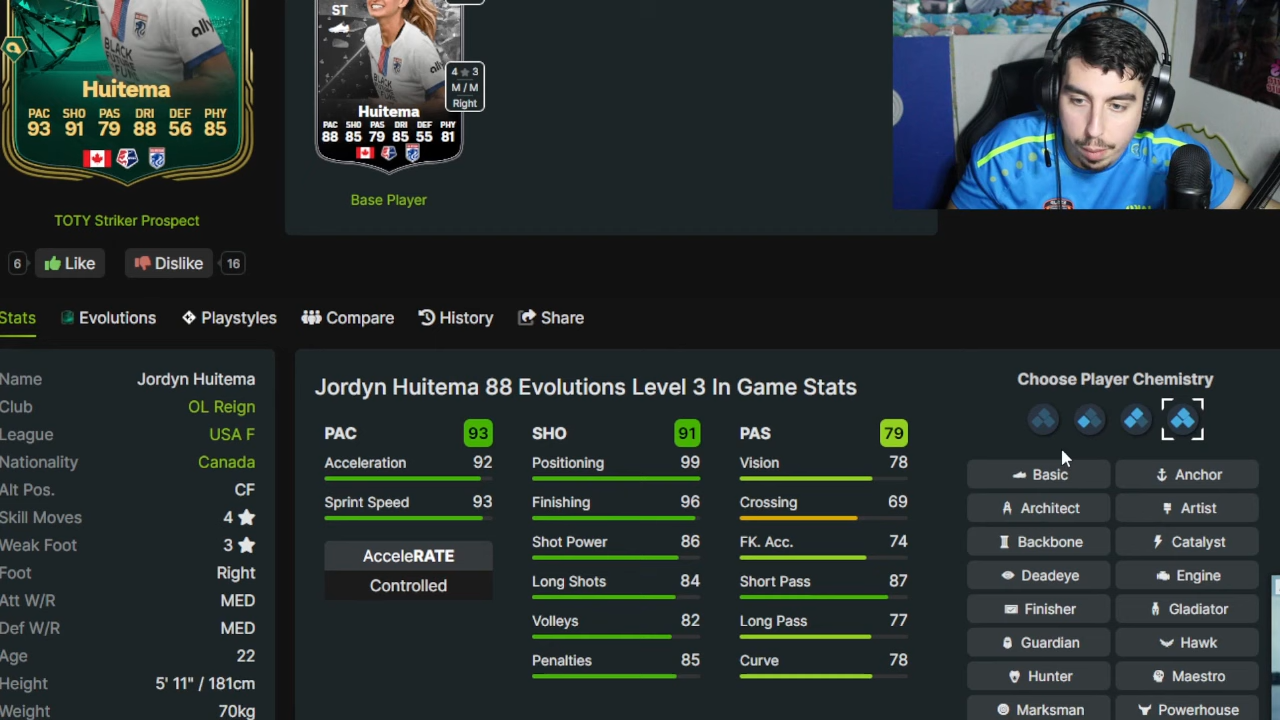 ally
BLACK
FUTURE
Huitema
PAC SHO PAS DRI DEF PHY
93 91 79 88 56 85
TOTY Striker Prospect
6 Like Dislike 16
ST
4 ★ 3
M / M
Right
Huitema
PAC SHO PAS DRI DEF PHY
88 85 79 85 55 81
Base Player
Stats Evolutions Playstyles Compare History Share
Name Jordyn Huitema
Club OL Reign
League USA F
Nationality Canada
Alt Pos. CF
Skill Moves 4 ★
Weak Foot 3 ★
Foot Right
Att W/R MED
Def W/R MED
Age 22
Height 5' 11" / 181cm
Weight 70kg
Jordyn Huitema 88 Evolutions Level 3 In Game Stats
PAC 93
Acceleration 92
Sprint Speed 93
AcceleRATE
Controlled
SHO 91
Positioning 99
Finishing 96
Shot Power 86
Long Shots 84
Volleys 82
Penalties 85
PAS 79
Vision 78
Crossing 69
FK. Acc. 74
Short Pass 87
Long Pass 77
Curve 78
Choose Player Chemistry
Basic Anchor
Architect Artist
Backbone Catalyst
Deadeye Engine
Finisher Gladiator
Guardian Hawk
Hunter Maestro
Marksman Powerhouse